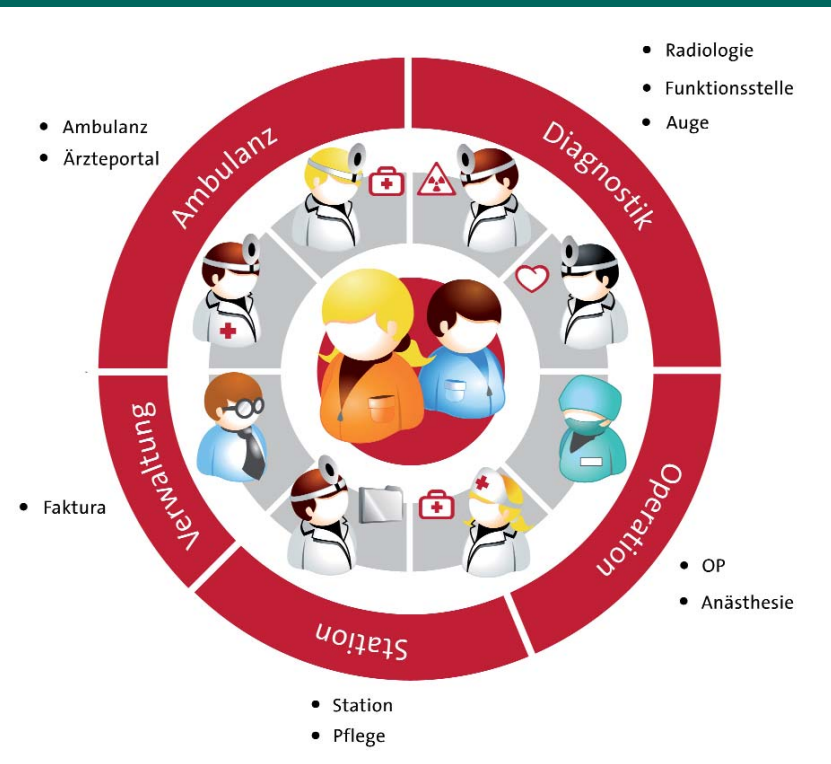 Radiologie
Funktionsstelle
Auge
Ambulanz
Ärzteportal
Ambulanz
Diagnostik
Verwaltung
Operation
Station
Faktura
OP
Anästhesie
Station
Pflege